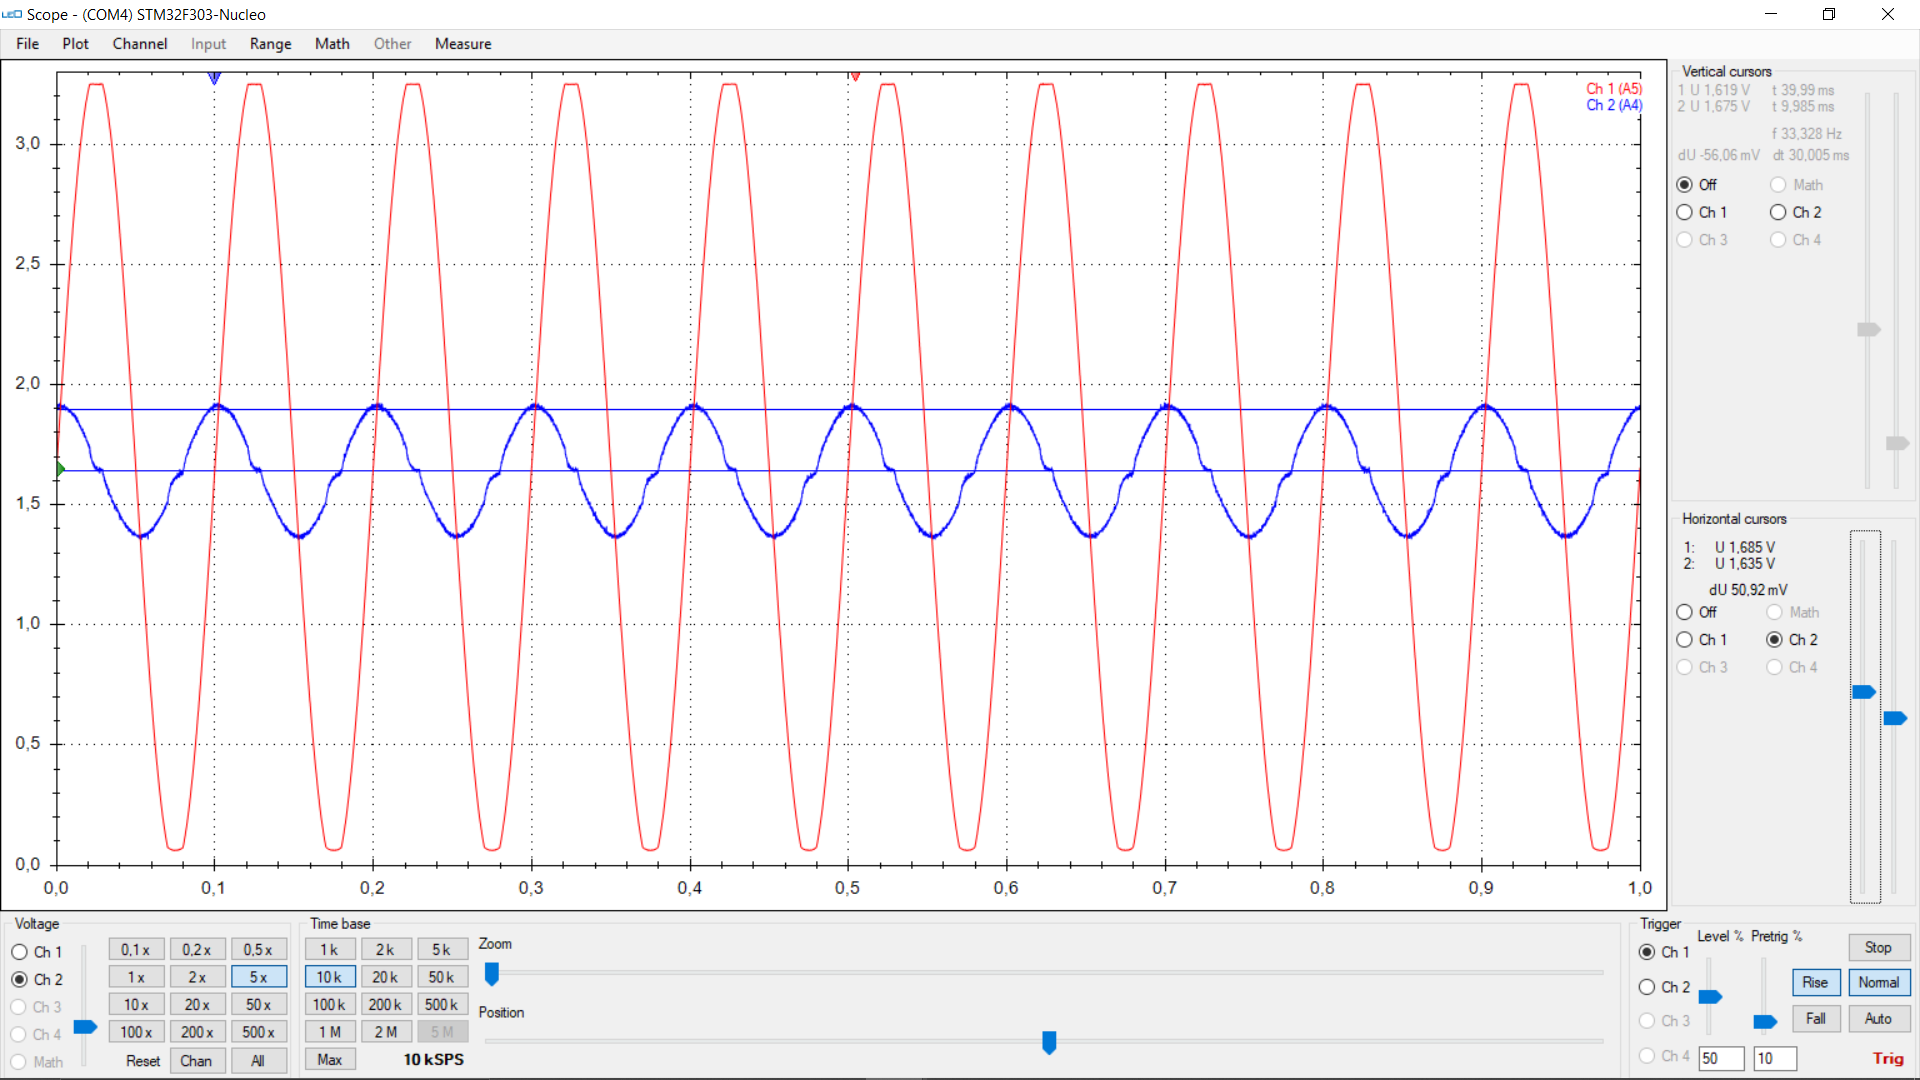 LEO Scope - (COM4) STM32F303-Nucleo
File Plot Channel Input Range Math Other Measure
Ch 1 (A5)
Ch 2 (A4)
3,0
2,5
2,0
1,5
1,0
0,5
0,0
0,0 0,1 0,2 0,3 0,4 0,5 0,6 0,7 0,8 0,9 1,0
Vertical cursors
1 U 1,619 V t 39,99 ms
2 U 1,675 V t 9,985 ms
f 33,328 Hz
dU -56,06 mV dt 30,005 ms
Off Math
Ch 1 Ch 2
Ch 3 Ch 4
Horizontal cursors
1: U 1,685 V
2: U 1,635 V
dU 50,92 mV
Off Math
Ch 1 Ch 2
Ch 3 Ch 4
Voltage
Ch 1
Ch 2
Ch 3
Ch 4
Math
0,1 x 0,2 x 0,5 x
1 x 2 x 5 x
10 x 20 x 50 x
100 x 200 x 500 x
Reset Chan All
Time base
1 k 2 k 5 k
10 k 20 k 50 k
100 k 200 k 500 k
1 M 2 M 5 M
Max 10 kSPS
Zoom
Position
Trigger
Level % Pretrig %
Ch 1
Ch 2
Ch 3
Ch 4
50 10
Stop
Rise Normal
Fall Auto
Trig